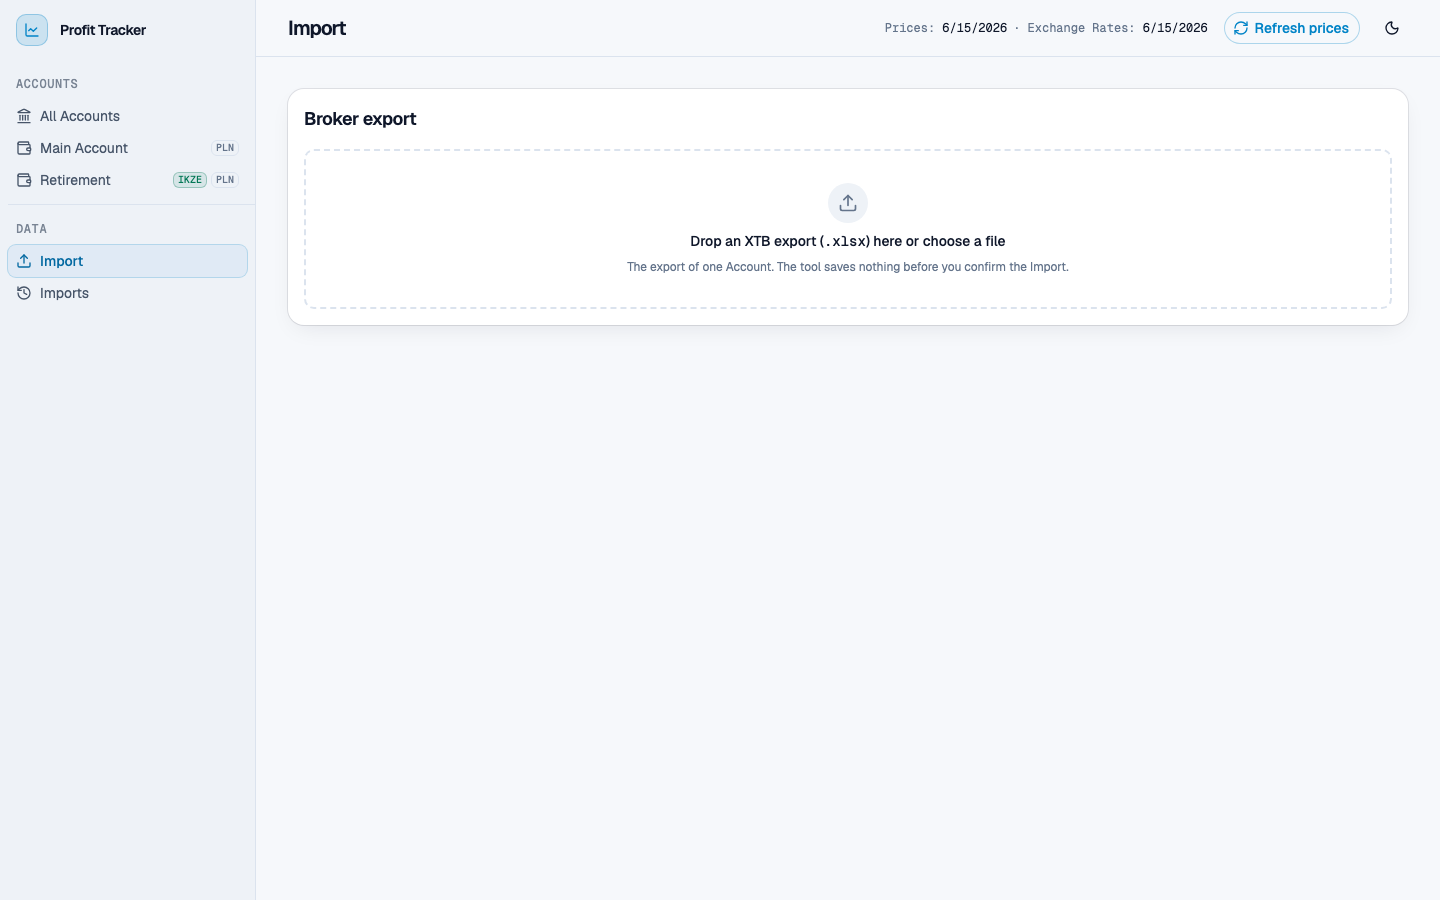 Profit Tracker
ACCOUNTS
All Accounts
Main Account PLN
Retirement IKZE PLN
DATA
Import
Imports
Import
Prices: 6/15/2026 · Exchange Rates: 6/15/2026
Refresh prices
Broker export
Drop an XTB export (.xlsx) here or choose a file
The export of one Account. The tool saves nothing before you confirm the Import.